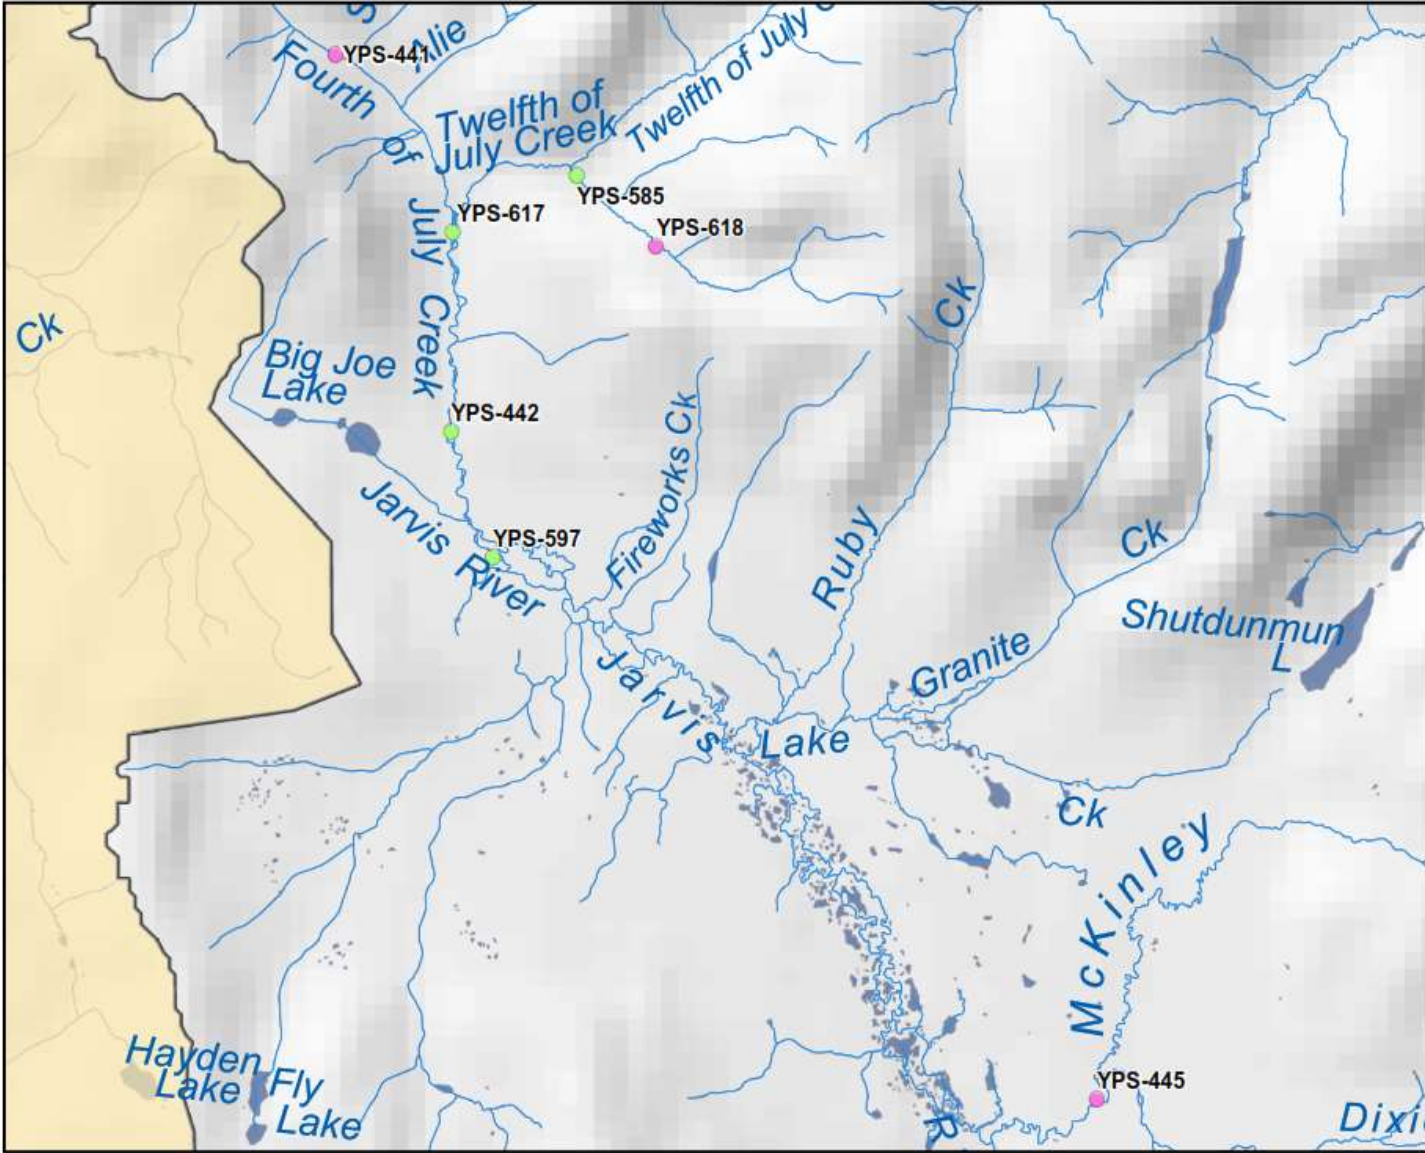 YPS-441
Alie
Fourth
of
July
Creek
Twelfth of
July Creek
Twelfth of July
YPS-585
YPS-617
YPS-618
Ck
Ck
Big Joe
Lake
YPS-442
Fireworks Ck
Jarvis
River
YPS-597
Ruby
Ck
Shutdunmun
L
Granite
Jarvis
Lake
Ck
McKinley
Hayden
Lake
Fly
Lake
YPS-445
R